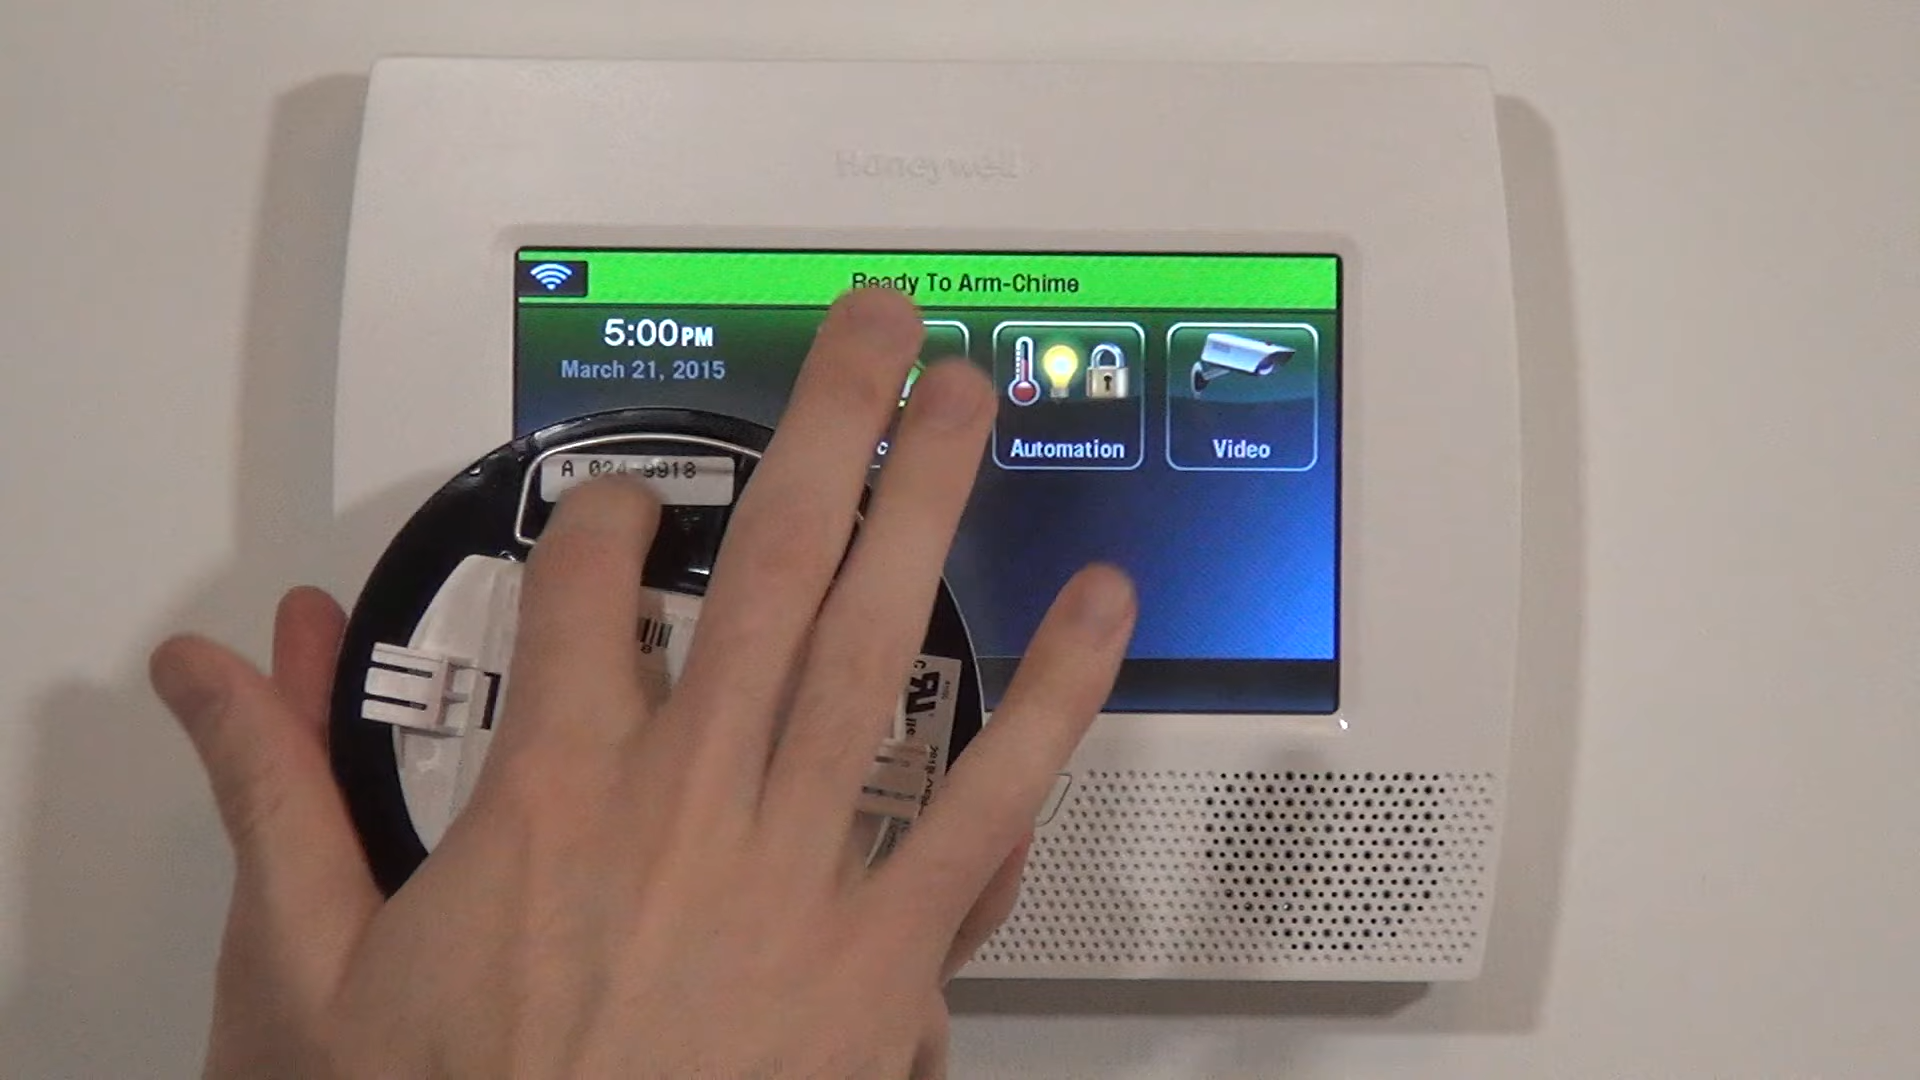 Honeywell
Ready To Arm-Chime
5:00PM
March 21, 2015
Automation
Video
A 024-9918